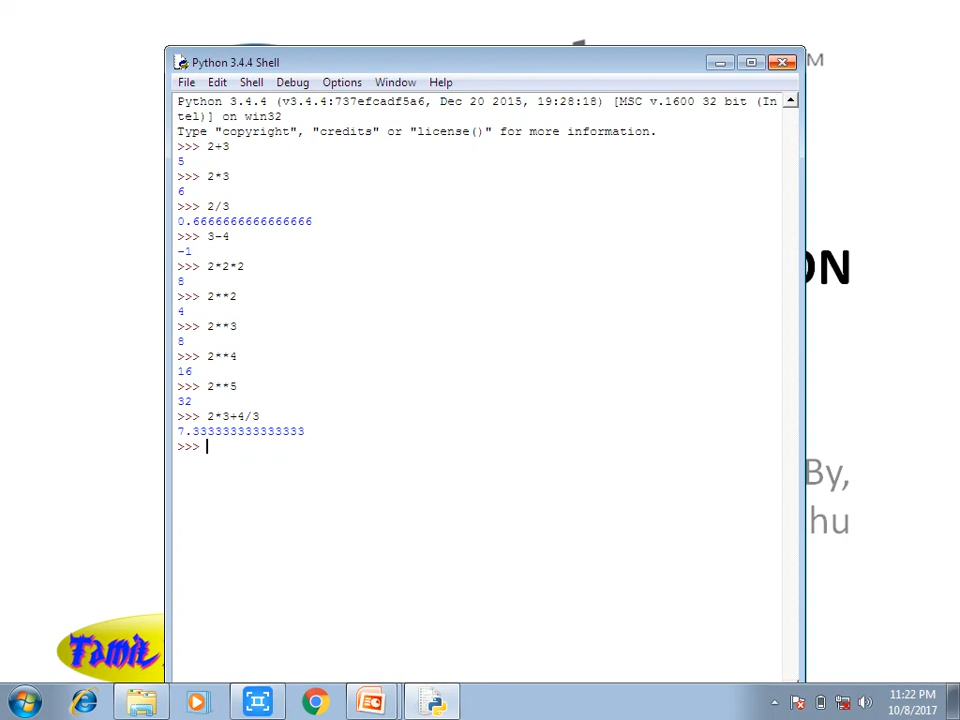 Python 3.4.4 Shell
File Edit Shell Debug Options Window Help
Python 3.4.4 (v3.4.4:737efcadf5a6, Dec 20 2015, 19:28:18) [MSC v.1600 32 bit (In
tel)] on win32
Type "copyright", "credits" or "license()" for more information.
>>> 2+3
5
>>> 2*3
6
>>> 2/3
0.6666666666666666
>>> 3-4
-1
>>> 2*2*2
8
>>> 2**2
4
>>> 2**3
8
>>> 2**4
16
>>> 2**5
32
>>> 2*3+4/3
7.333333333333333
>>>
M
ON
By,
hu
Tamil
11:22 PM
10/8/2017